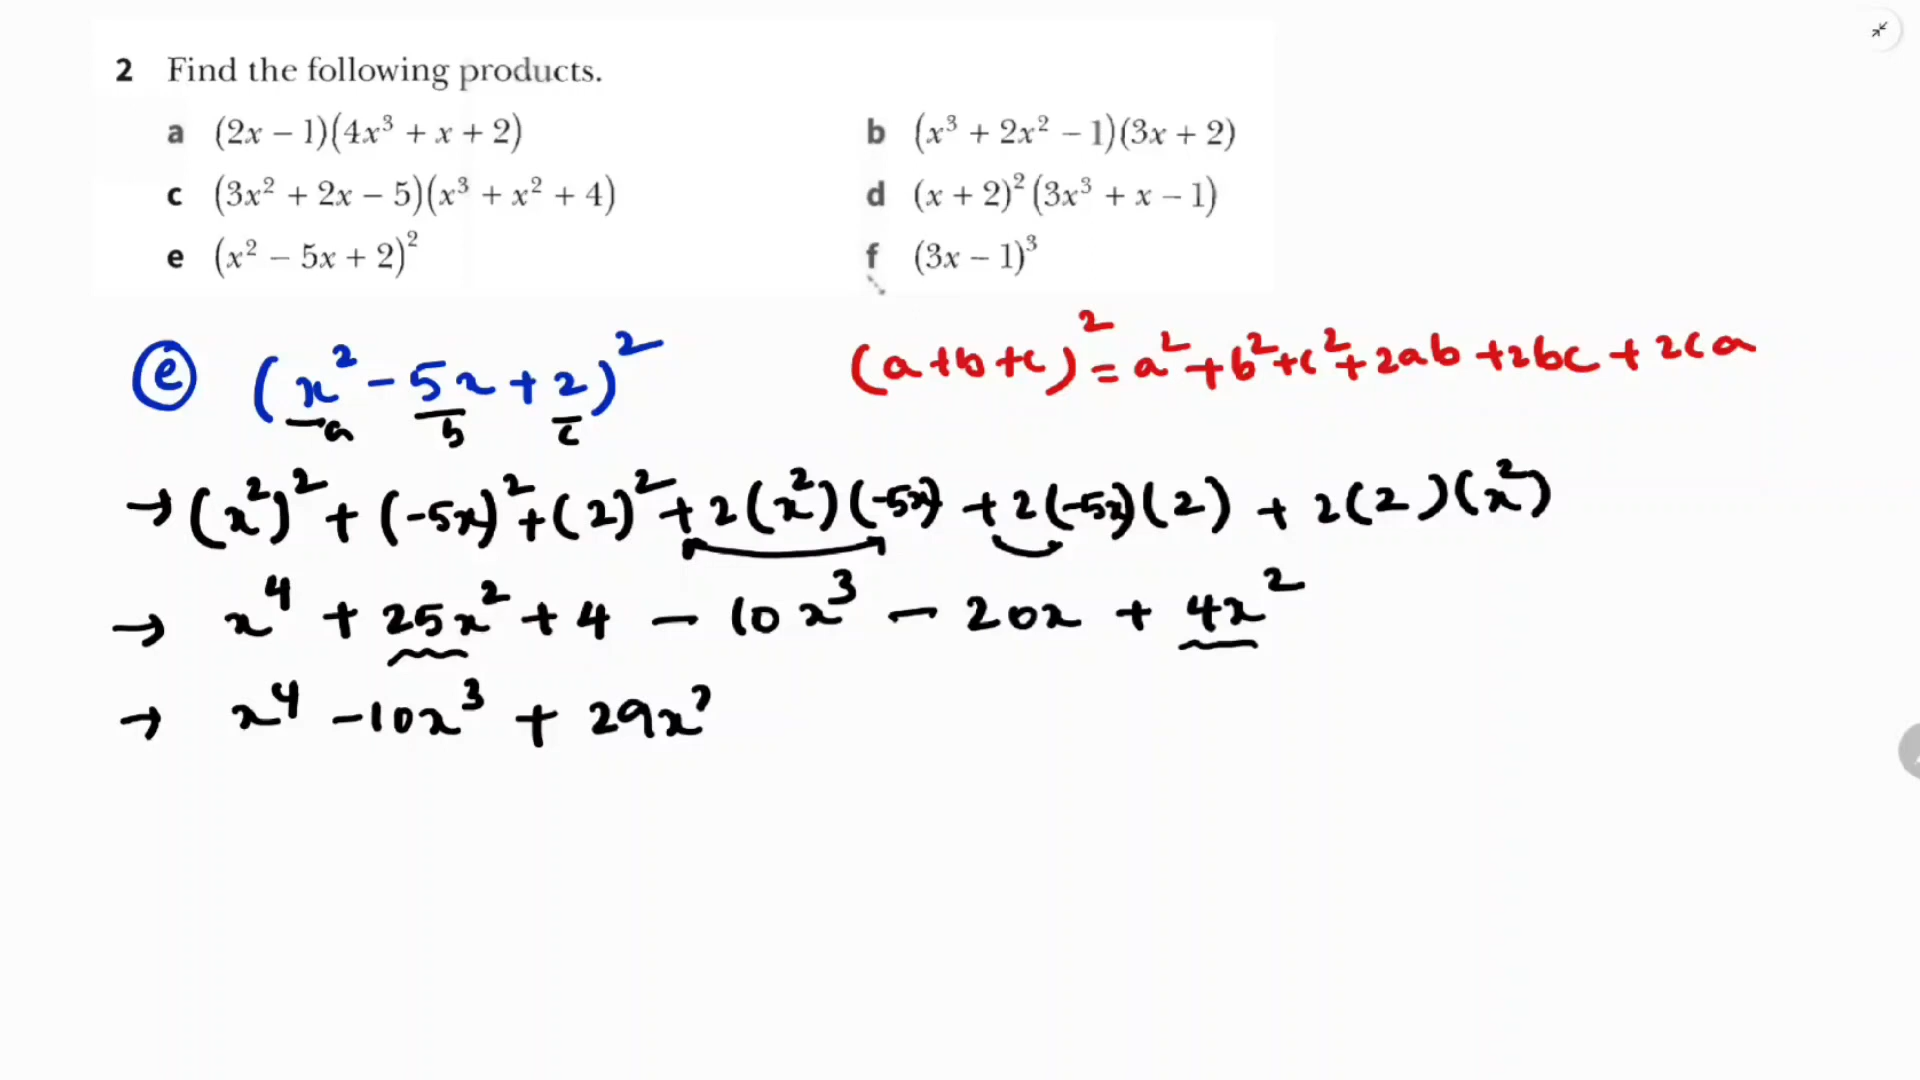 2 Find the following products.
a (2x – 1)(4x³ + x + 2)
b (x³ + 2x² – 1)(3x + 2)
c (3x² + 2x – 5)(x³ + x² + 4)
d (x + 2)² (3x³ + x – 1)
e (x² – 5x + 2)²
f (3x – 1)³
(e) (x² - 5x + 2)²
(a+b+c)² = a² + b² + c² + 2ab + 2bc + 2ca
a b c
→ (x²)² + (-5x)² + (2)² + 2(x²)(-5x) + 2(-5x)(2) + 2(2)(x²)
→ x⁴ + 25x² + 4 - 10x³ - 20x + 4x²
→ x⁴ - 10x³ + 29x²